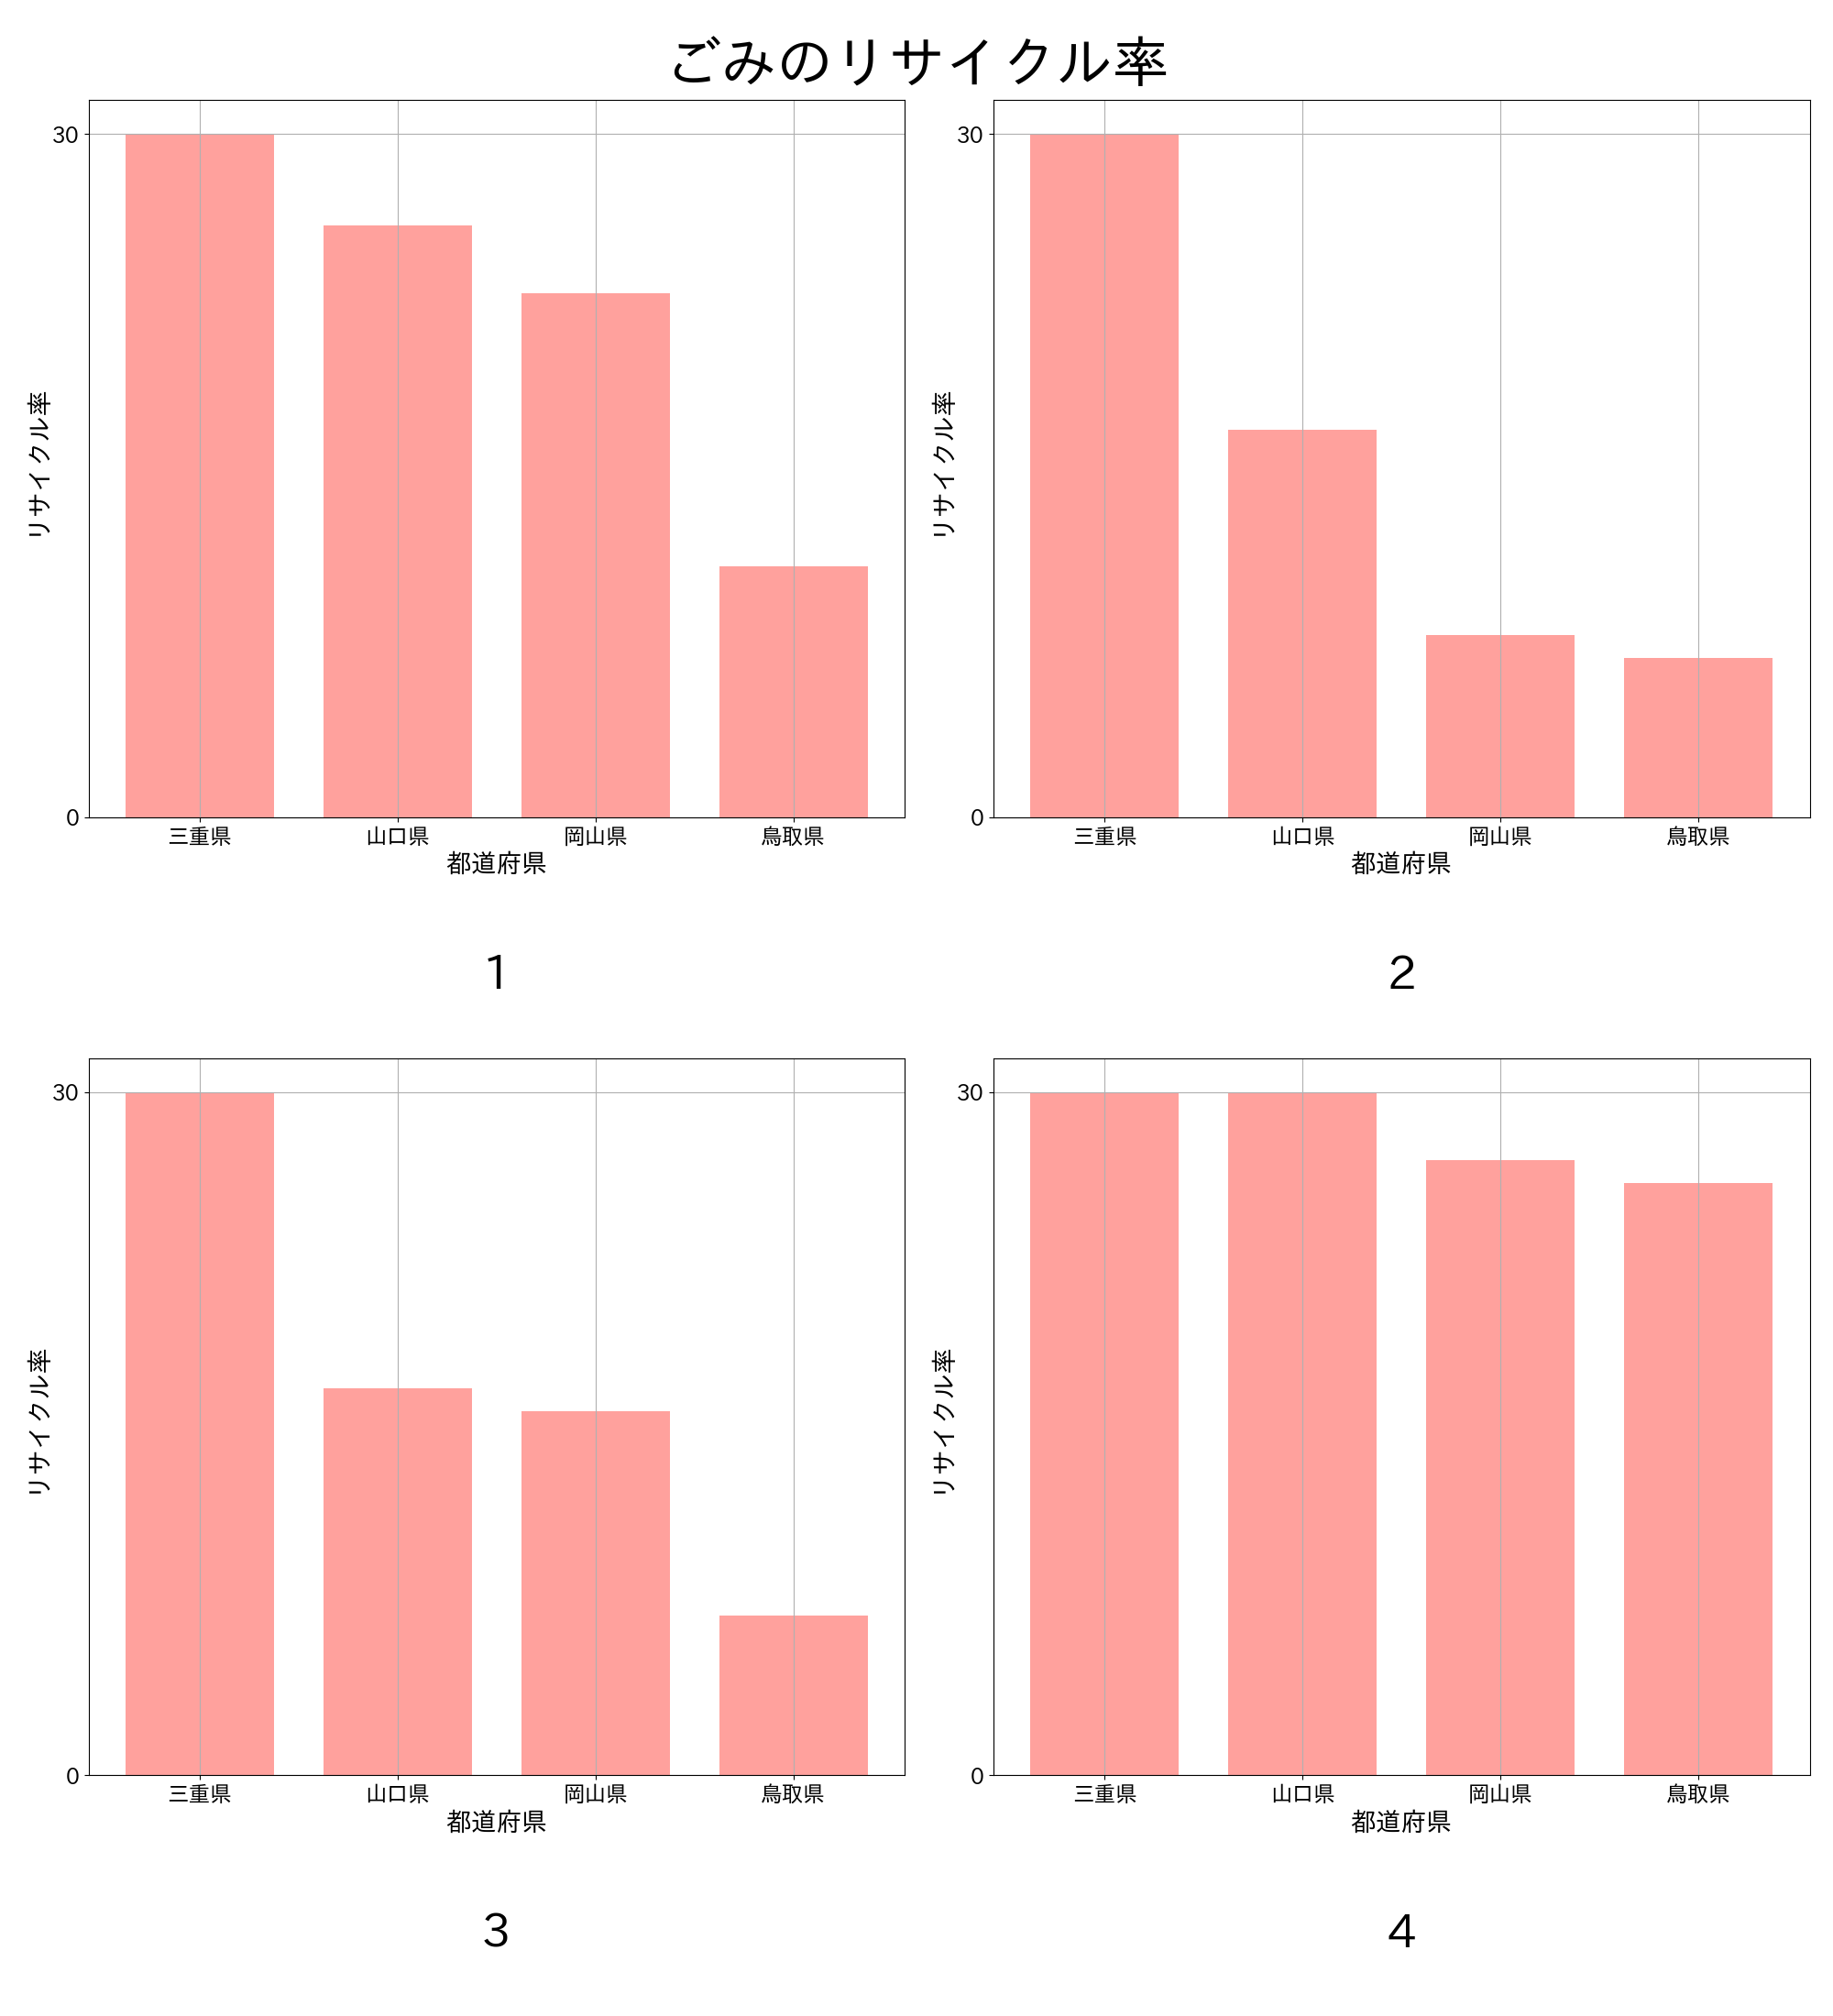 ごみのリサイクル率
30
0
リサイクル率
三重県 山口県 岡山県 鳥取県
都道府県
1
30
0
リサイクル率
三重県 山口県 岡山県 鳥取県
都道府県
2
30
0
リサイクル率
三重県 山口県 岡山県 鳥取県
都道府県
3
30
0
リサイクル率
三重県 山口県 岡山県 鳥取県
都道府県
4